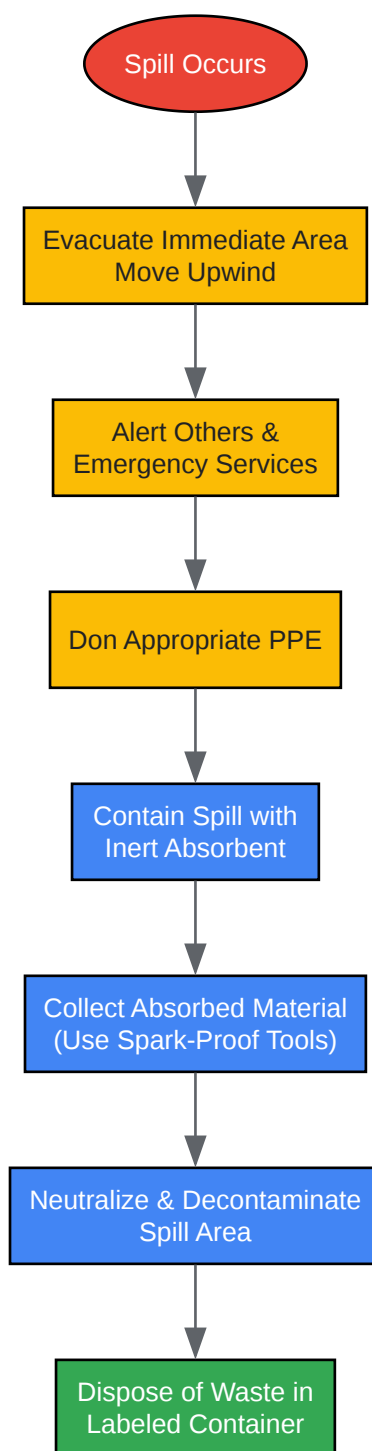 Spill Occurs
Evacuate Immediate Area
Move Upwind
Alert Others &
Emergency Services
Don Appropriate PPE
Contain Spill with
Inert Absorbent
Collect Absorbed Material
(Use Spark-Proof Tools)
Neutralize & Decontaminate
Spill Area
Dispose of Waste in
Labeled Container